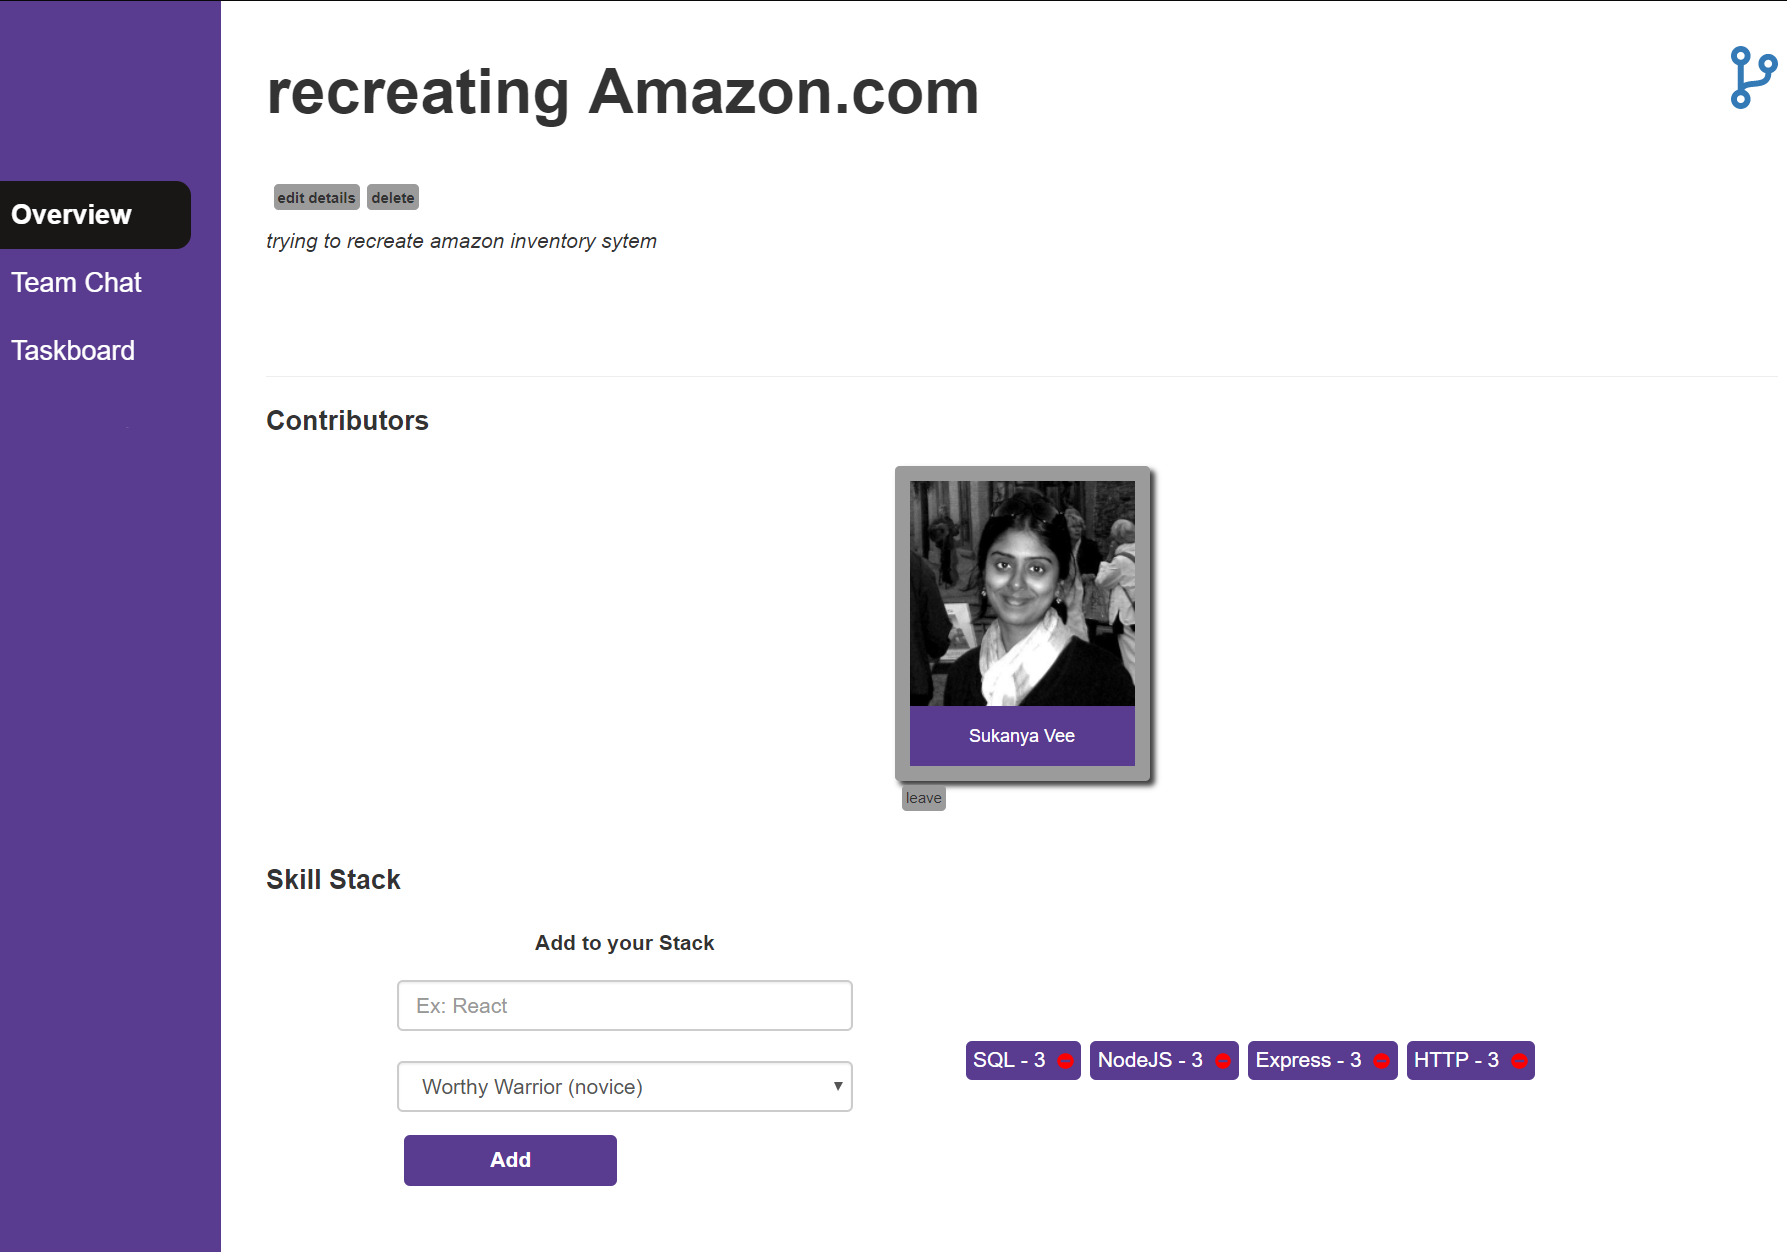 recreating Amazon.com
edit details delete
trying to recreate amazon inventory sytem
Overview
Team Chat
Taskboard
Contributors
Sukanya Vee
leave
Skill Stack
Add to your Stack
Ex: React
Worthy Warrior (novice)
Add
SQL - 3 NodeJS - 3 Express - 3 HTTP - 3